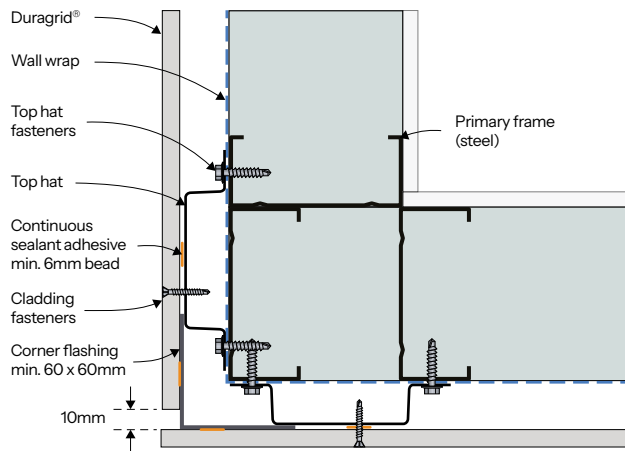 Duragrid®
Wall wrap
Top hat
fasteners
Top hat
Continuous
sealant adhesive
min. 6mm bead
Cladding
fasteners
Corner flashing
min. 60 x 60mm
10mm
Primary frame
(steel)